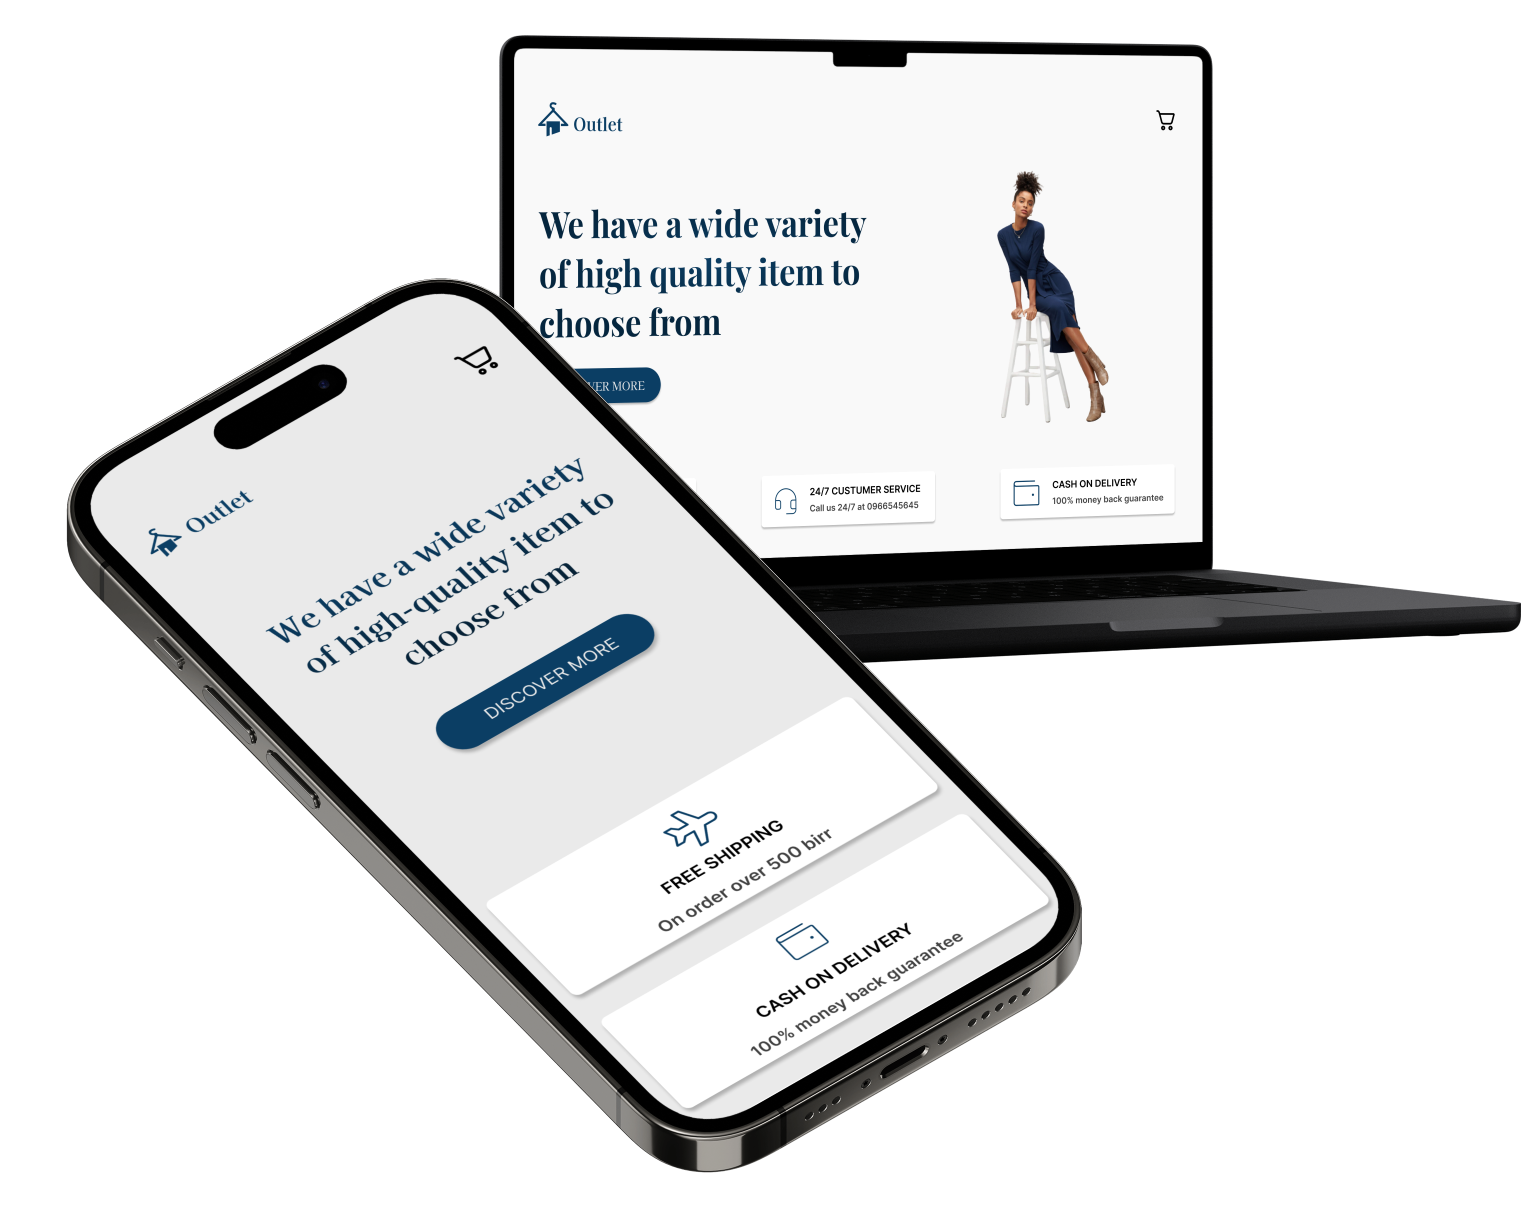 Outlet
We have a wide variety
of high quality item to
choose from
MORE
24/7 CUSTUMER SERVICE
Call us 24/7 at 0966545645
CASH ON DELIVERY
100% money back guarantee
Outlet
We have a wide variety
of high-quality item to
choose from
DISCOVER MORE
FREE SHIPPING
On order over 500 birr
CASH ON DELIVERY
100% money back guarantee